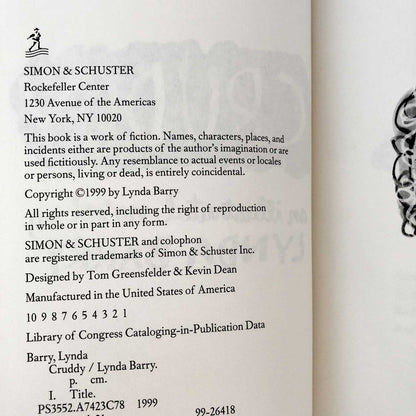 SIMON & SCHUSTER
Rockefeller Center
1230 Avenue of the Americas
New York, NY 10020
This book is a work of fiction. Names, characters, places, and
incidents either are products of the author's imagination or are
used fictitiously. Any resemblance to actual events or locales
or persons, living or dead, is entirely coincidental.
Copyright ©1999 by Lynda Barry
All rights reserved, including the right of reproduction
in whole or in part in any form.
SIMON & SCHUSTER and colophon
are registered trademarks of Simon & Schuster Inc.
Designed by Tom Greensfelder & Kevin Dean
Manufactured in the United States of America
10 9 8 7 6 5 4 3 2 1
Library of Congress Cataloging-in-Publication Data
Barry, Lynda
Cruddy / Lynda Barry.
p. cm.
I. Title.
PS3552.A7423C78 1999
99-26418